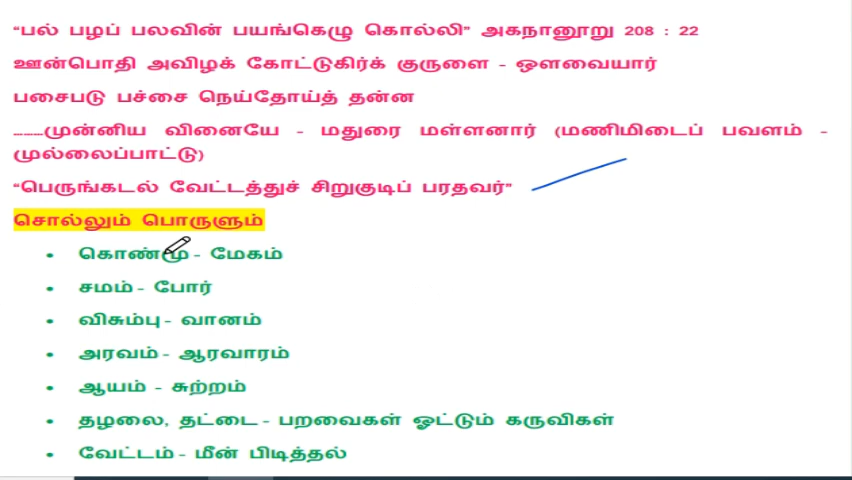 “பல் பழப் பலவின் பயங்கெழு கொல்லி” அகநானூறு 208 : 22
ஊன்பொதி அவிழக் கோட்டுகிர்க் குருளை - ஔவையார்
பசைபடு பச்சை நெய்தோய்த் தன்ன
………முன்னிய வினையே - மதுரை மள்ளனார் (மணிமிடைப் பவளம் -
முல்லைப்பாட்டு)
“பெருங்கடல் வேட்டத்துச் சிறுகுடிப் பரதவர்”
சொல்லும் பொருளும்
• கொண்மு - மேகம்
• சமம் - போர்
• விசும்பு - வானம்
• அரவம் - ஆரவாரம்
• ஆயம் - சுற்றம்
• தழலை, தட்டை - பறவைகள் ஓட்டும் கருவிகள்
• வேட்டம் - மீன் பிடித்தல்